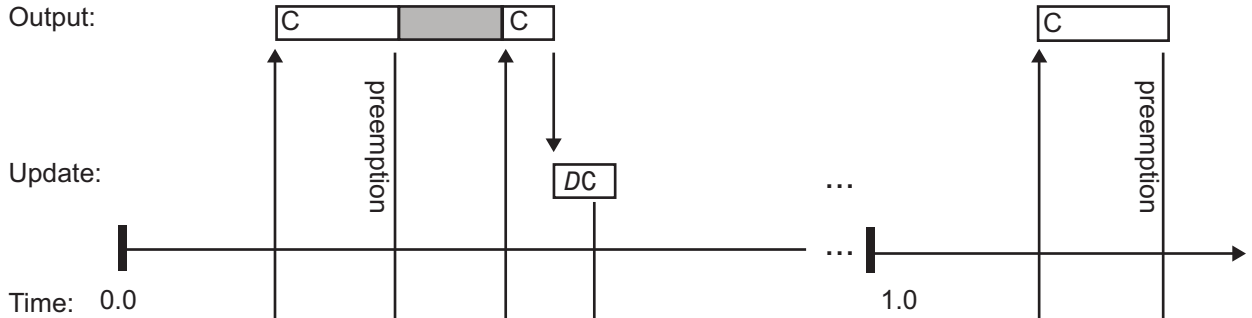 Output:
C
C
C
preemption
preemption
Update:
DC
...
...
Time:
0.0
1.0